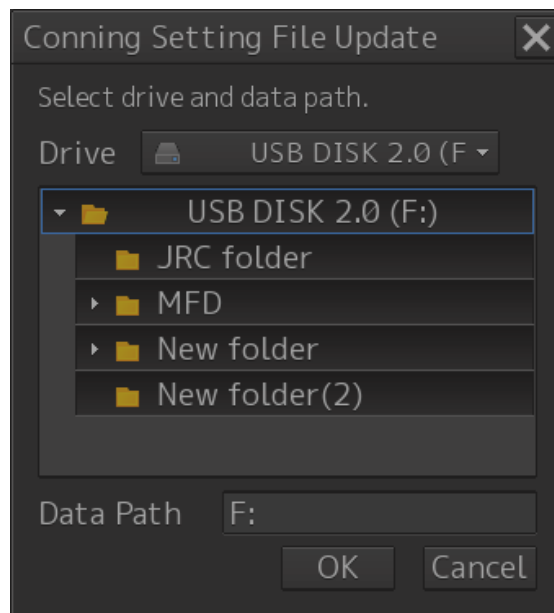 Conning Setting File Update
Select drive and data path.
Drive USB DISK 2.0 (F
USB DISK 2.0 (F:)
JRC folder
MFD
New folder
New folder(2)
Data Path F:
OK Cancel